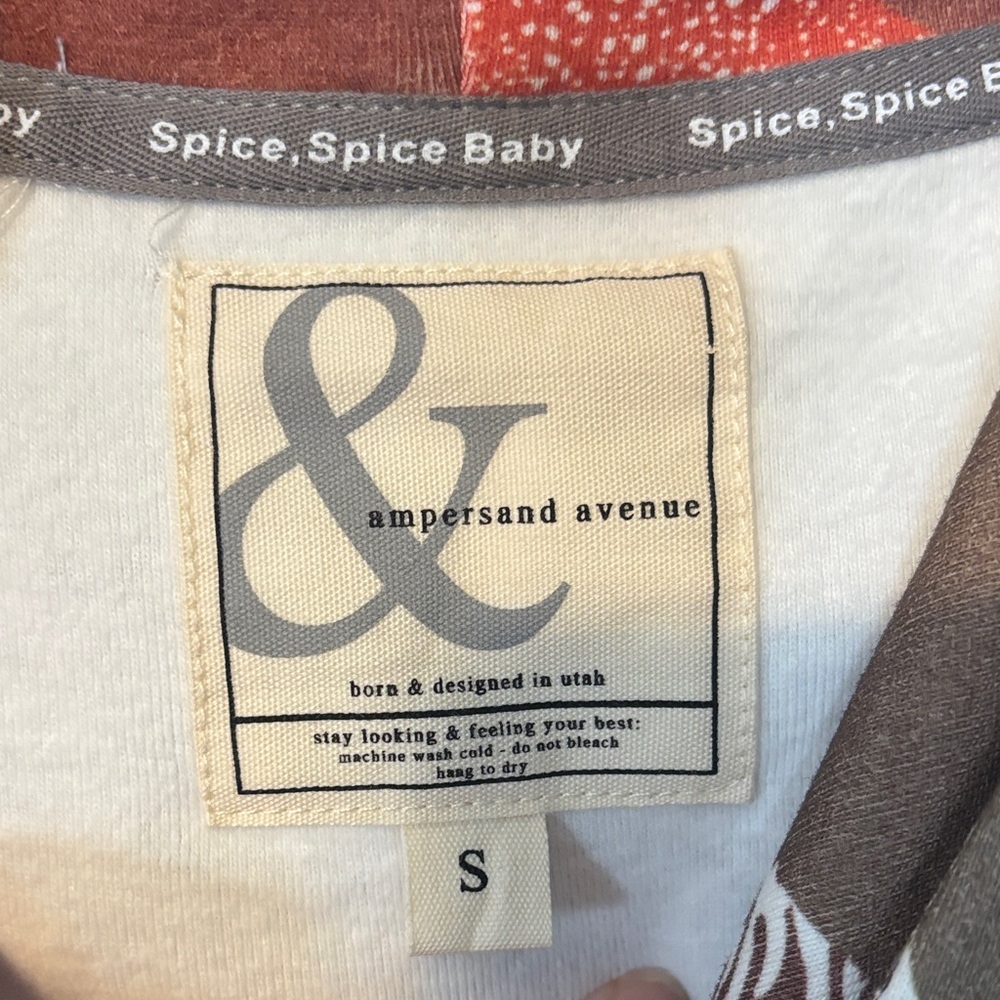 by Spice,Spice Baby Spice,Spice
&
ampersand avenue
born & designed in utah
stay looking & feeling your best:
machine wash cold - do not bleach
hang to dry
S